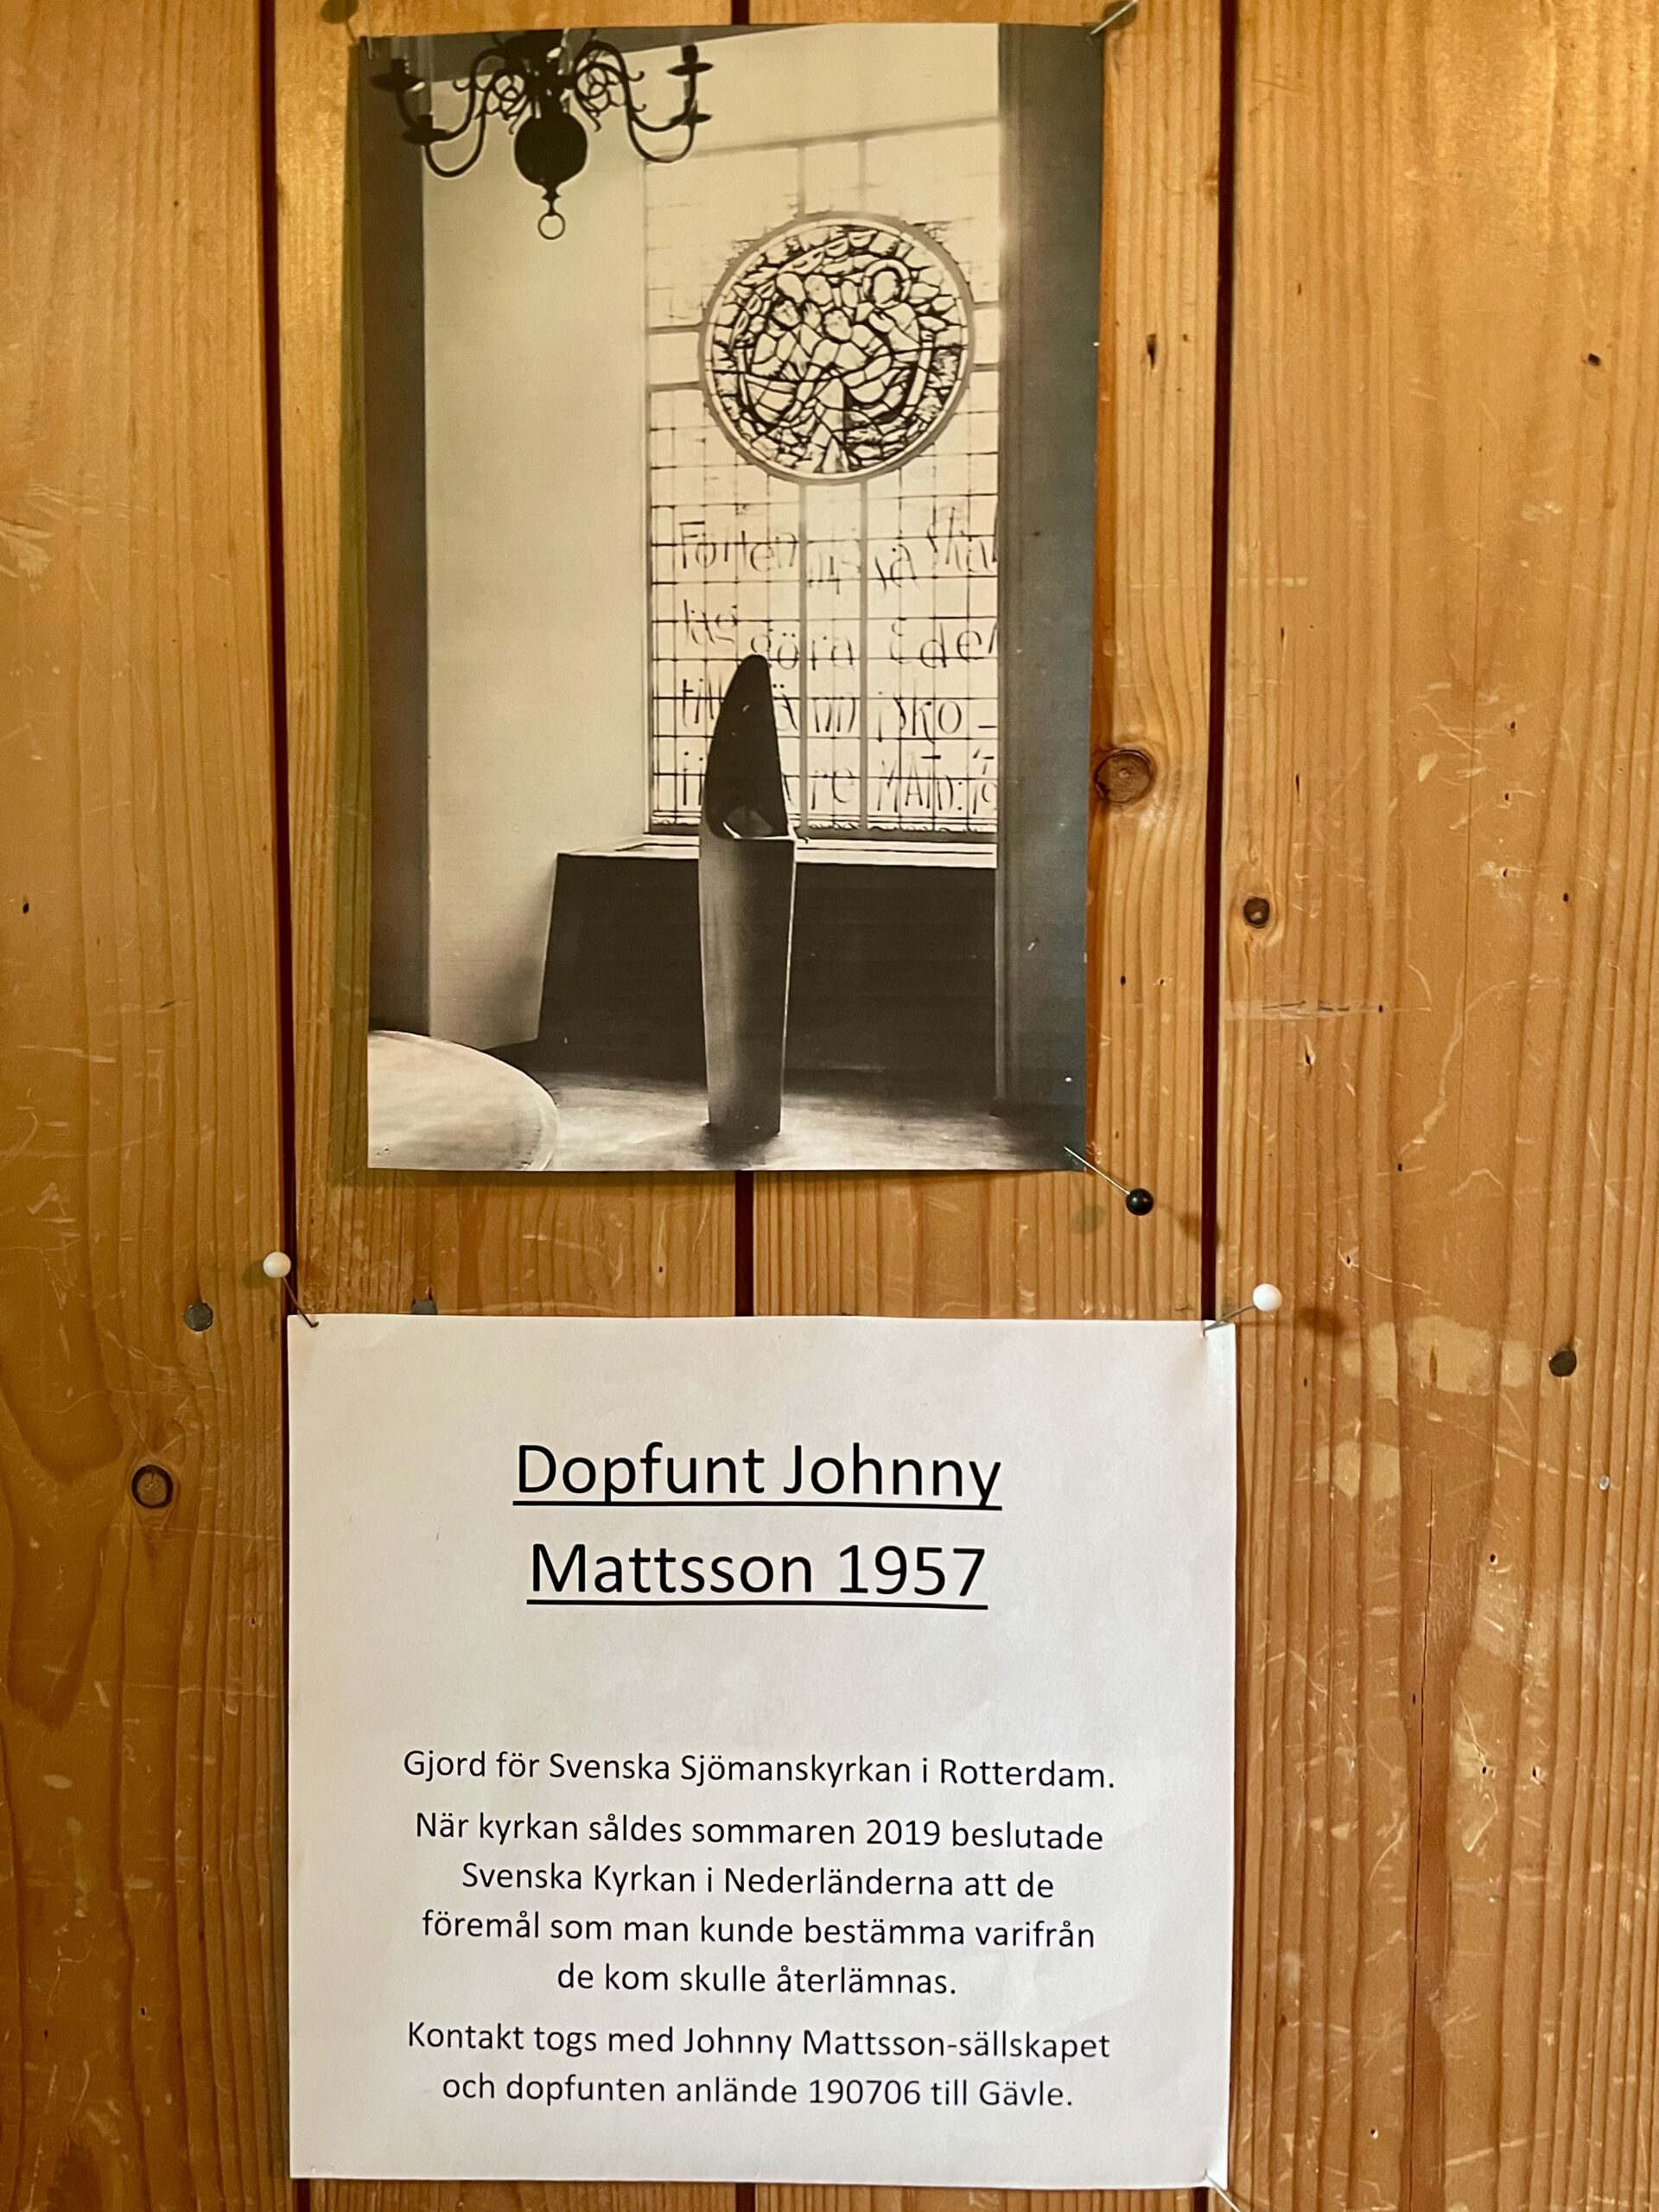 Dopfunt Johnny
Mattsson 1957
Gjord för Svenska Sjömanskyrkan i Rotterdam.
När kyrkan såldes sommaren 2019 beslutade
Svenska Kyrkan i Nederländerna att de
föremål som man kunde bestämma varifrån
de kom skulle återlämnas.
Kontakt togs med Johnny Mattsson-sällskapet
och dopfunten anlände 190706 till Gävle.